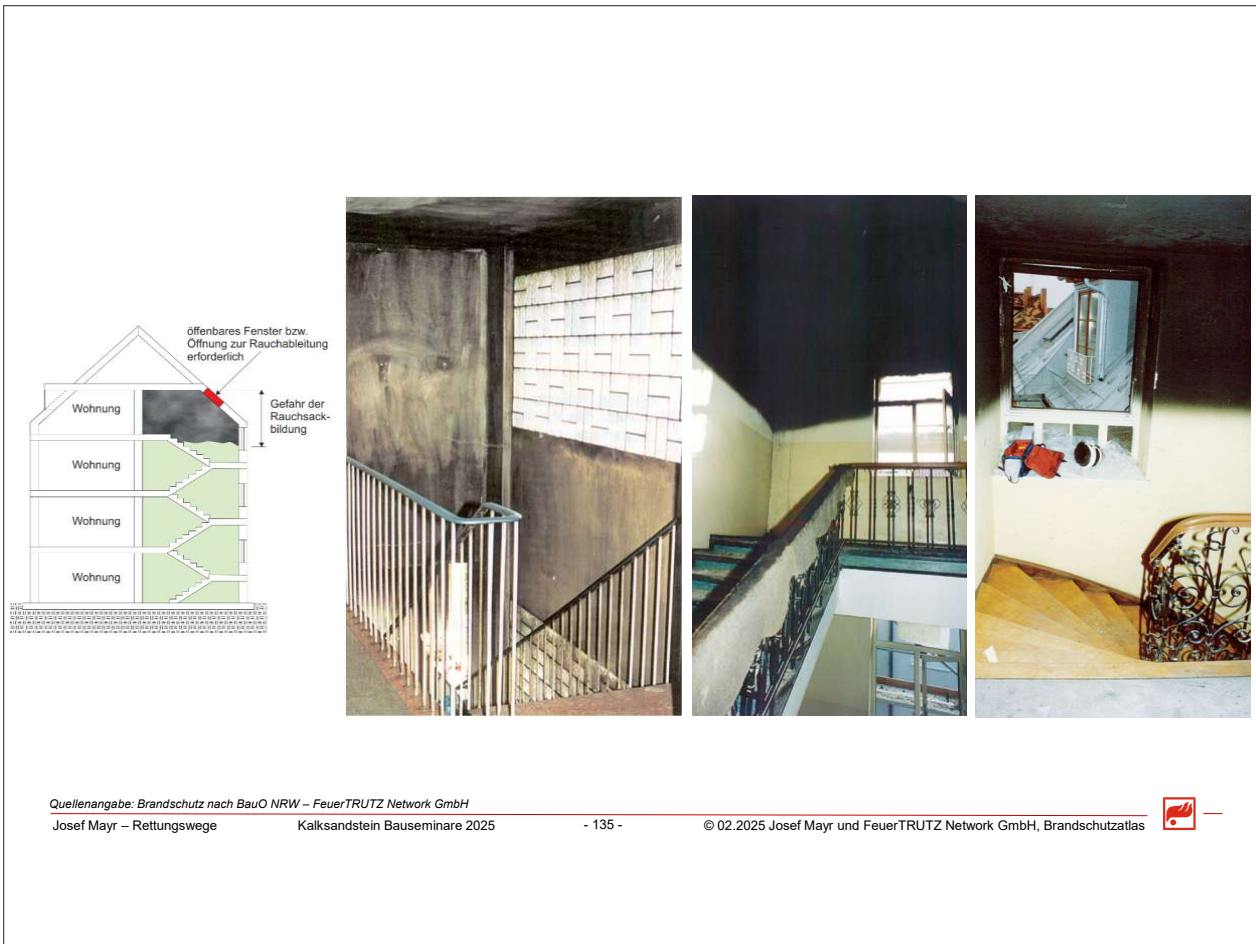 öffenbares Fenster bzw.
Öffnung zur Rauchableitung
erforderlich
Gefahr der
Rauchsack-
bildung
Wohnung
Wohnung
Wohnung
Wohnung
Quellenangabe: Brandschutz nach BauO NRW – FeuerTRUTZ Network GmbH
Josef Mayr – Rettungswege Kalksandstein Bauseminare 2025 - 135 - © 02.2025 Josef Mayr und FeuerTRUTZ Network GmbH, Brandschutzatlas